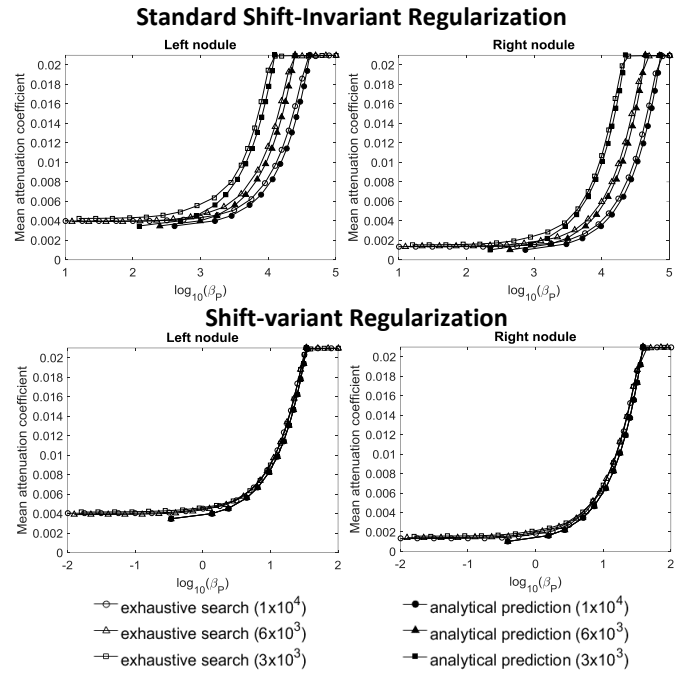 Standard Shift-Invariant Regularization
Left nodule
Right nodule
Mean attenuation coefficient
0.02
0.018
0.016
0.014
0.012
0.01
0.008
0.006
0.004
0.002
0
1 2 3 4 5
log10(βP)
Mean attenuation coefficient
0.02
0.018
0.016
0.014
0.012
0.01
0.008
0.006
0.004
0.002
0
1 2 3 4 5
log10(βP)
Shift-variant Regularization
Left nodule
Right nodule
Mean attenuation coefficient
0.02
0.018
0.016
0.014
0.012
0.01
0.008
0.006
0.004
0.002
0
-2 -1 0 1 2
log10(βP)
Mean attenuation coefficient
0.02
0.018
0.016
0.014
0.012
0.01
0.008
0.006
0.004
0.002
0
-2 -1 0 1 2
log10(βP)
exhaustive search (1x10^4)
exhaustive search (6x10^3)
exhaustive search (3x10^3)
analytical prediction (1x10^4)
analytical prediction (6x10^3)
analytical prediction (3x10^3)